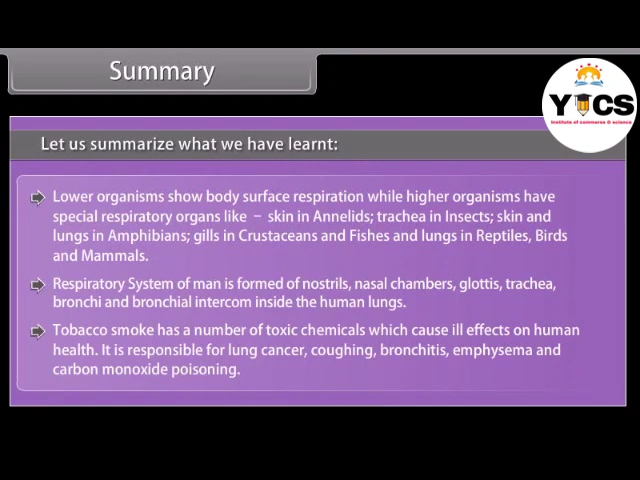 Summary
YICS
Institute of commerce & science
Let us summarize what we have learnt:
Lower organisms show body surface respiration while higher organisms have
special respiratory organs like – skin in Annelids; trachea in Insects; skin and
lungs in Amphibians; gills in Crustaceans and Fishes and lungs in Reptiles, Birds
and Mammals.
Respiratory System of man is formed of nostrils, nasal chambers, glottis, trachea,
bronchi and bronchial intercom inside the human lungs.
Tobacco smoke has a number of toxic chemicals which cause ill effects on human
health. It is responsible for lung cancer, coughing, bronchitis, emphysema and
carbon monoxide poisoning.